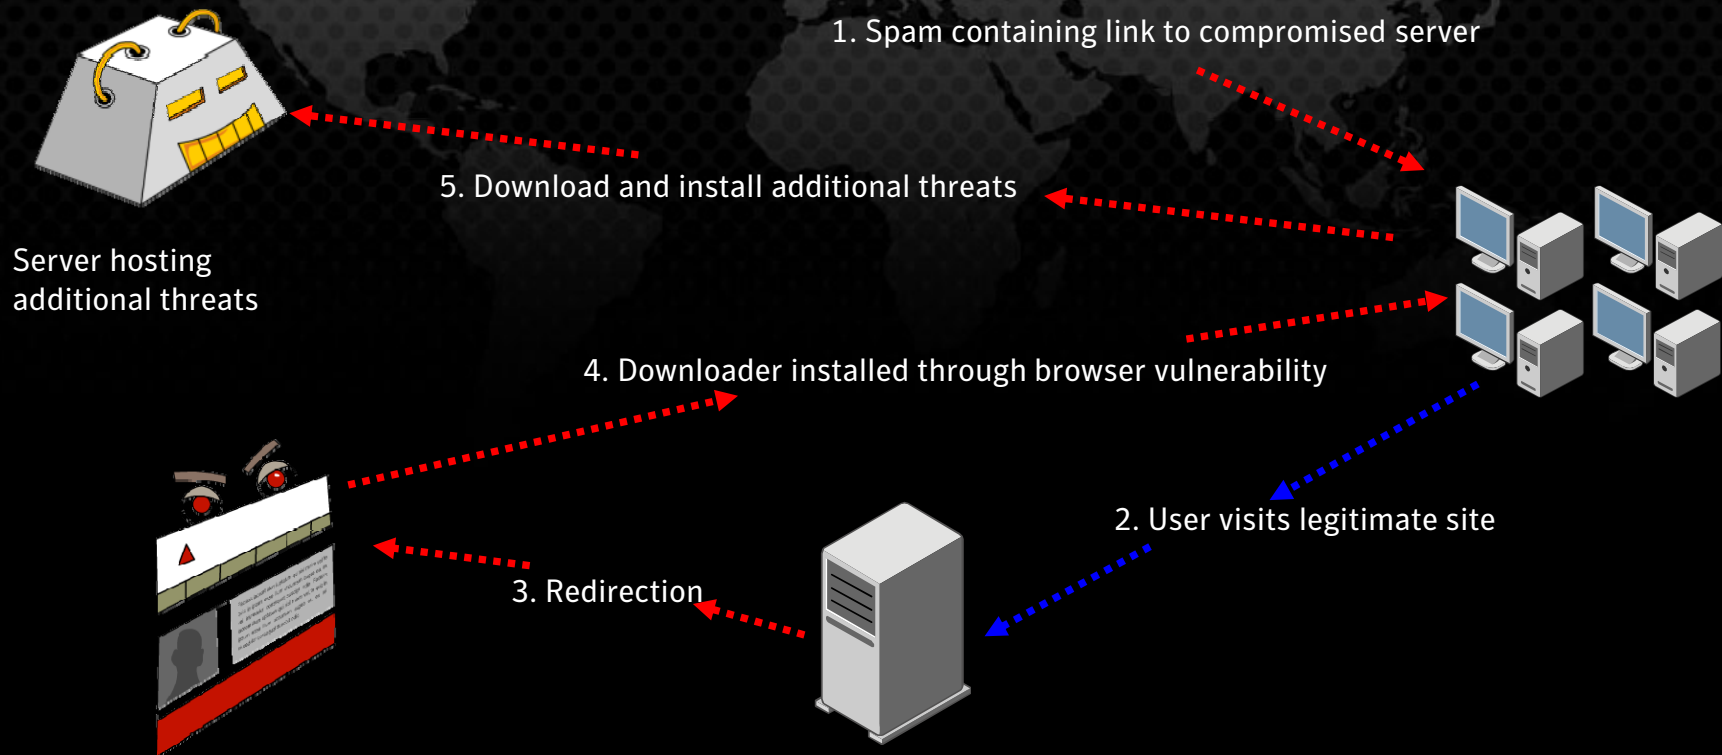 1. Spam containing link to compromised server
5. Download and install additional threats
Server hosting
additional threats
4. Downloader installed through browser vulnerability
2. User visits legitimate site
3. Redirection